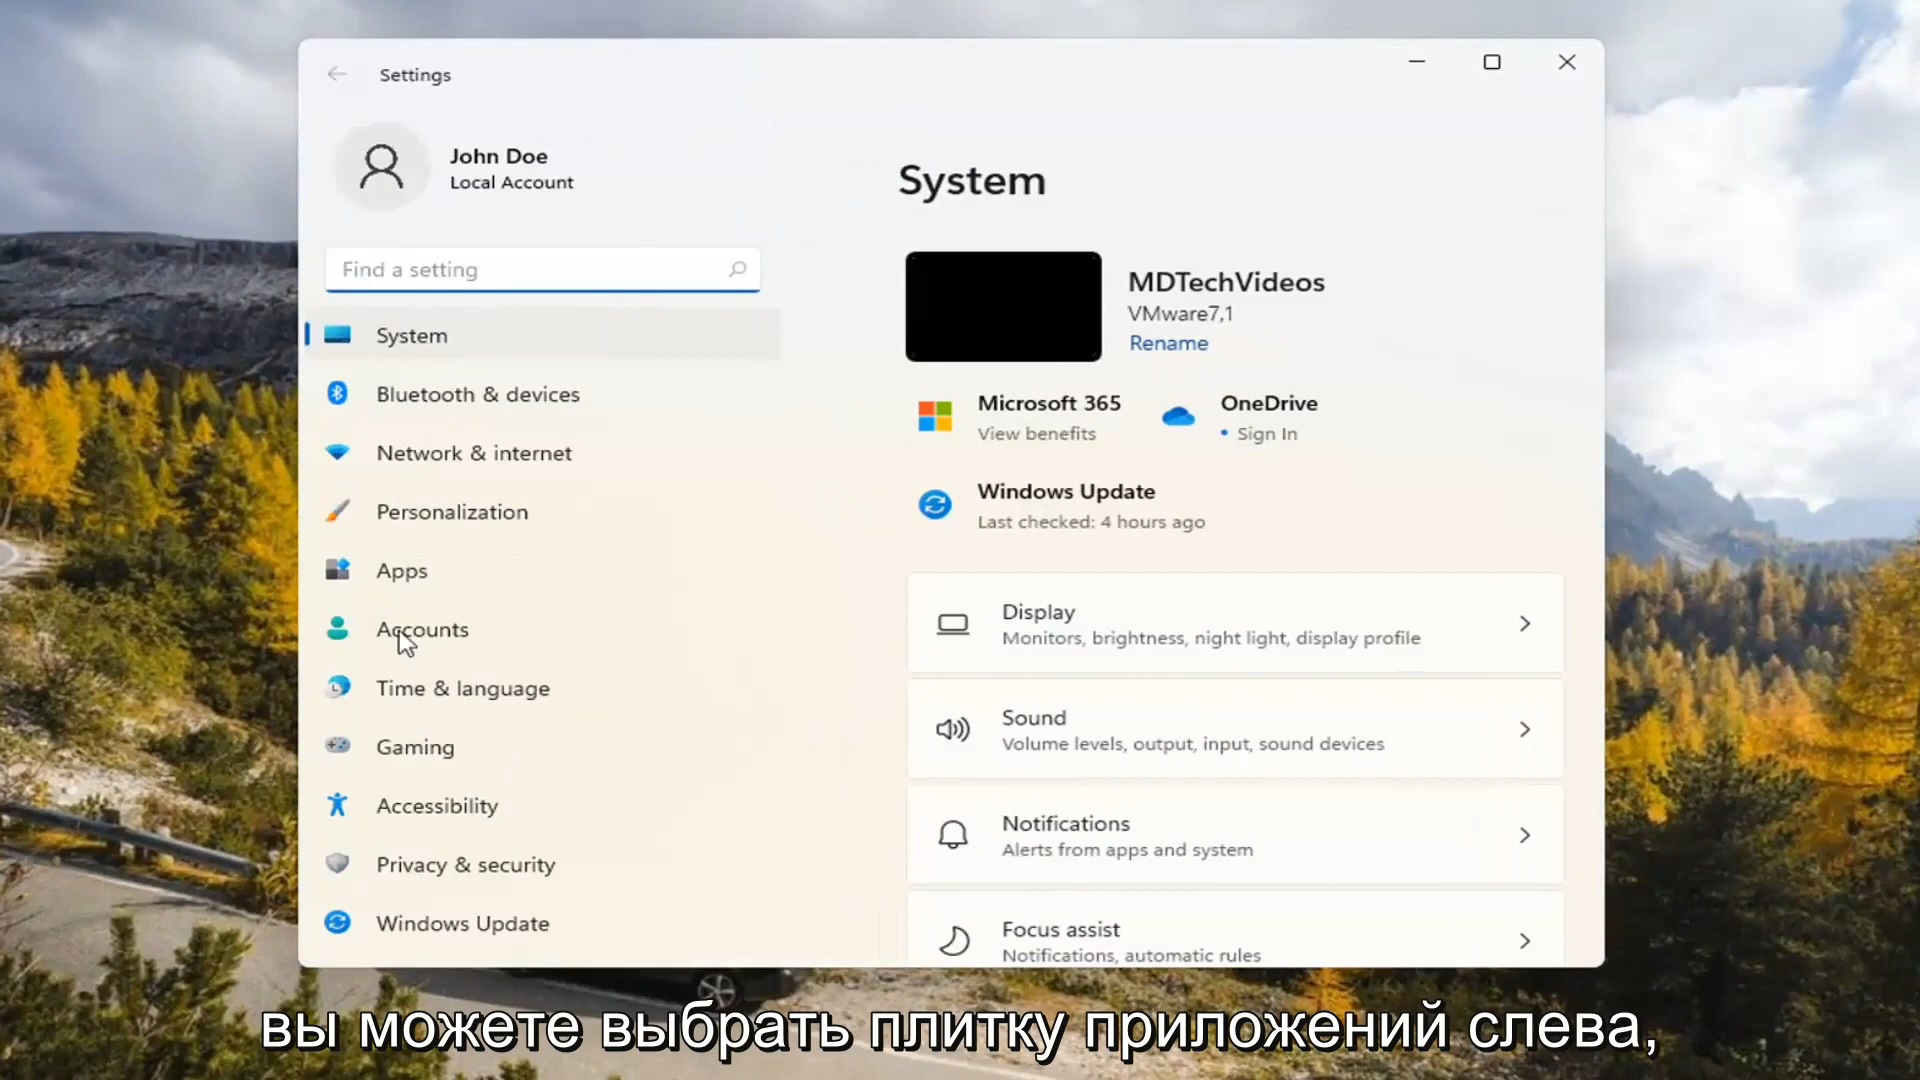 Settings
John Doe
Local Account
Find a setting
System
Bluetooth & devices
Network & internet
Personalization
Apps
Accounts
Time & language
Gaming
Accessibility
Privacy & security
Windows Update
System
MDTechVideos
VMware7,1
Rename
Microsoft 365
View benefits
OneDrive
• Sign In
Windows Update
Last checked: 4 hours ago
Display
Monitors, brightness, night light, display profile
Sound
Volume levels, output, input, sound devices
Notifications
Alerts from apps and system
Focus assist
Notifications, automatic rules
вы можете выбрать плитку приложений слева,